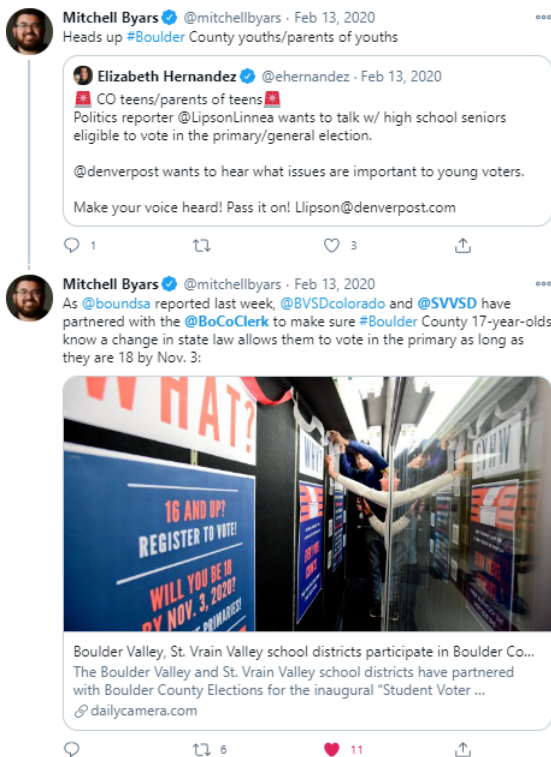 Mitchell Byars @mitchellbyars · Feb 13, 2020
Heads up #Boulder County youths/parents of youths
Elizabeth Hernandez @ehernandez · Feb 13, 2020
🚨 CO teens/parents of teens🚨
Politics reporter @LipsonLinnea wants to talk w/ high school seniors
eligible to vote in the primary/general election.
@denverpost wants to hear what issues are important to young voters.
Make your voice heard! Pass it on! Llipson@denverpost.com
1 3
Mitchell Byars @mitchellbyars · Feb 13, 2020
As @boundsa reported last week, @BVSDcolorado and @SVVSD have
partnered with the @BoCoClerk to make sure #Boulder County 17-year-olds
know a change in state law allows them to vote in the primary as long as
they are 18 by Nov. 3:
WHAT?
16 AND UP?
REGISTER TO VOTE!
WILL YOU BE 18
BY NOV. 3, 2020?
PRIMARIES!
WHY?
Boulder Valley, St. Vrain Valley school districts participate in Boulder Co...
The Boulder Valley and St. Vrain Valley school districts have partnered
with Boulder County Elections for the inaugural “Student Voter ...
dailycamera.com
6 11